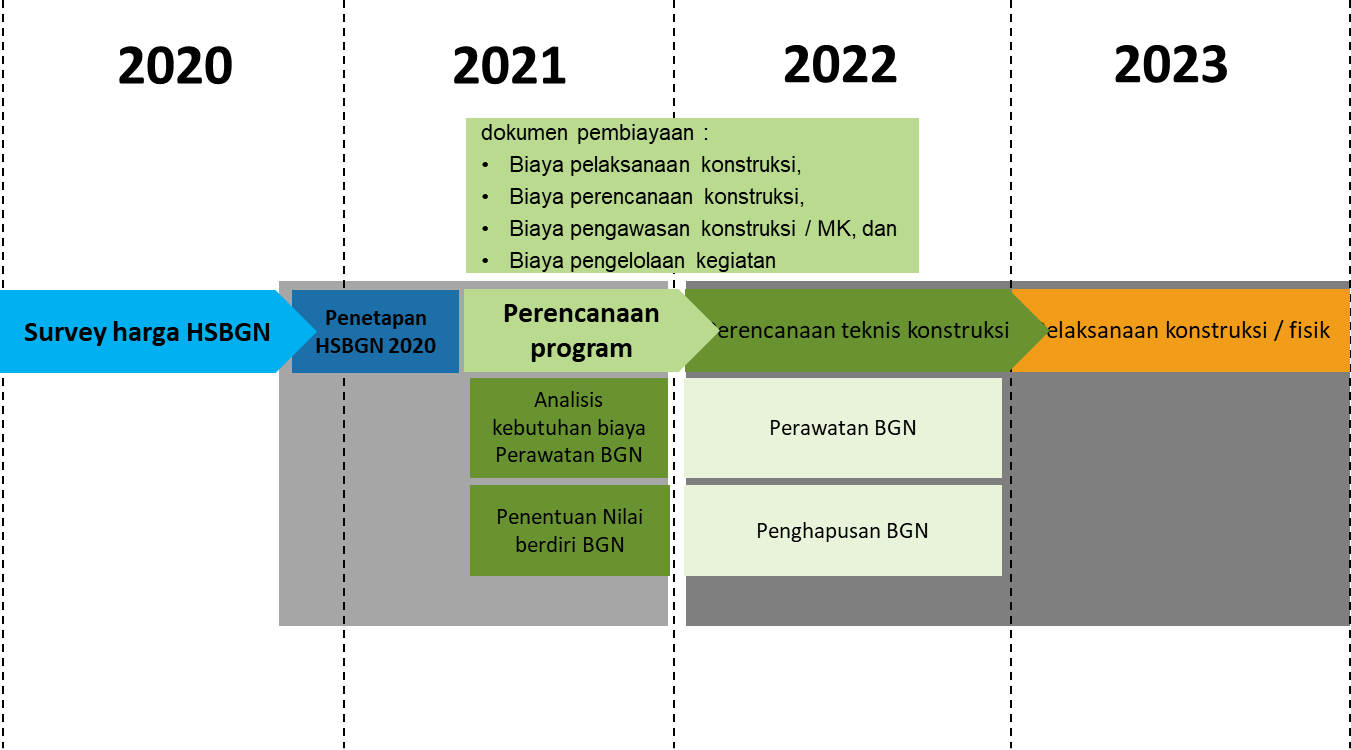 2020
2021
2022
2023
dokumen pembiayaan :
• Biaya pelaksanaan konstruksi,
• Biaya perencanaan konstruksi,
• Biaya pengawasan konstruksi / MK, dan
• Biaya pengelolaan kegiatan
Survey harga HSBGN
Penetapan
HSBGN 2020
Perencanaan
program
erencanaan teknis konstruksi
elaksanaan konstruksi / fisik
Analisis
kebutuhan biaya
Perawatan BGN
Perawatan BGN
Penentuan Nilai
berdiri BGN
Penghapusan BGN